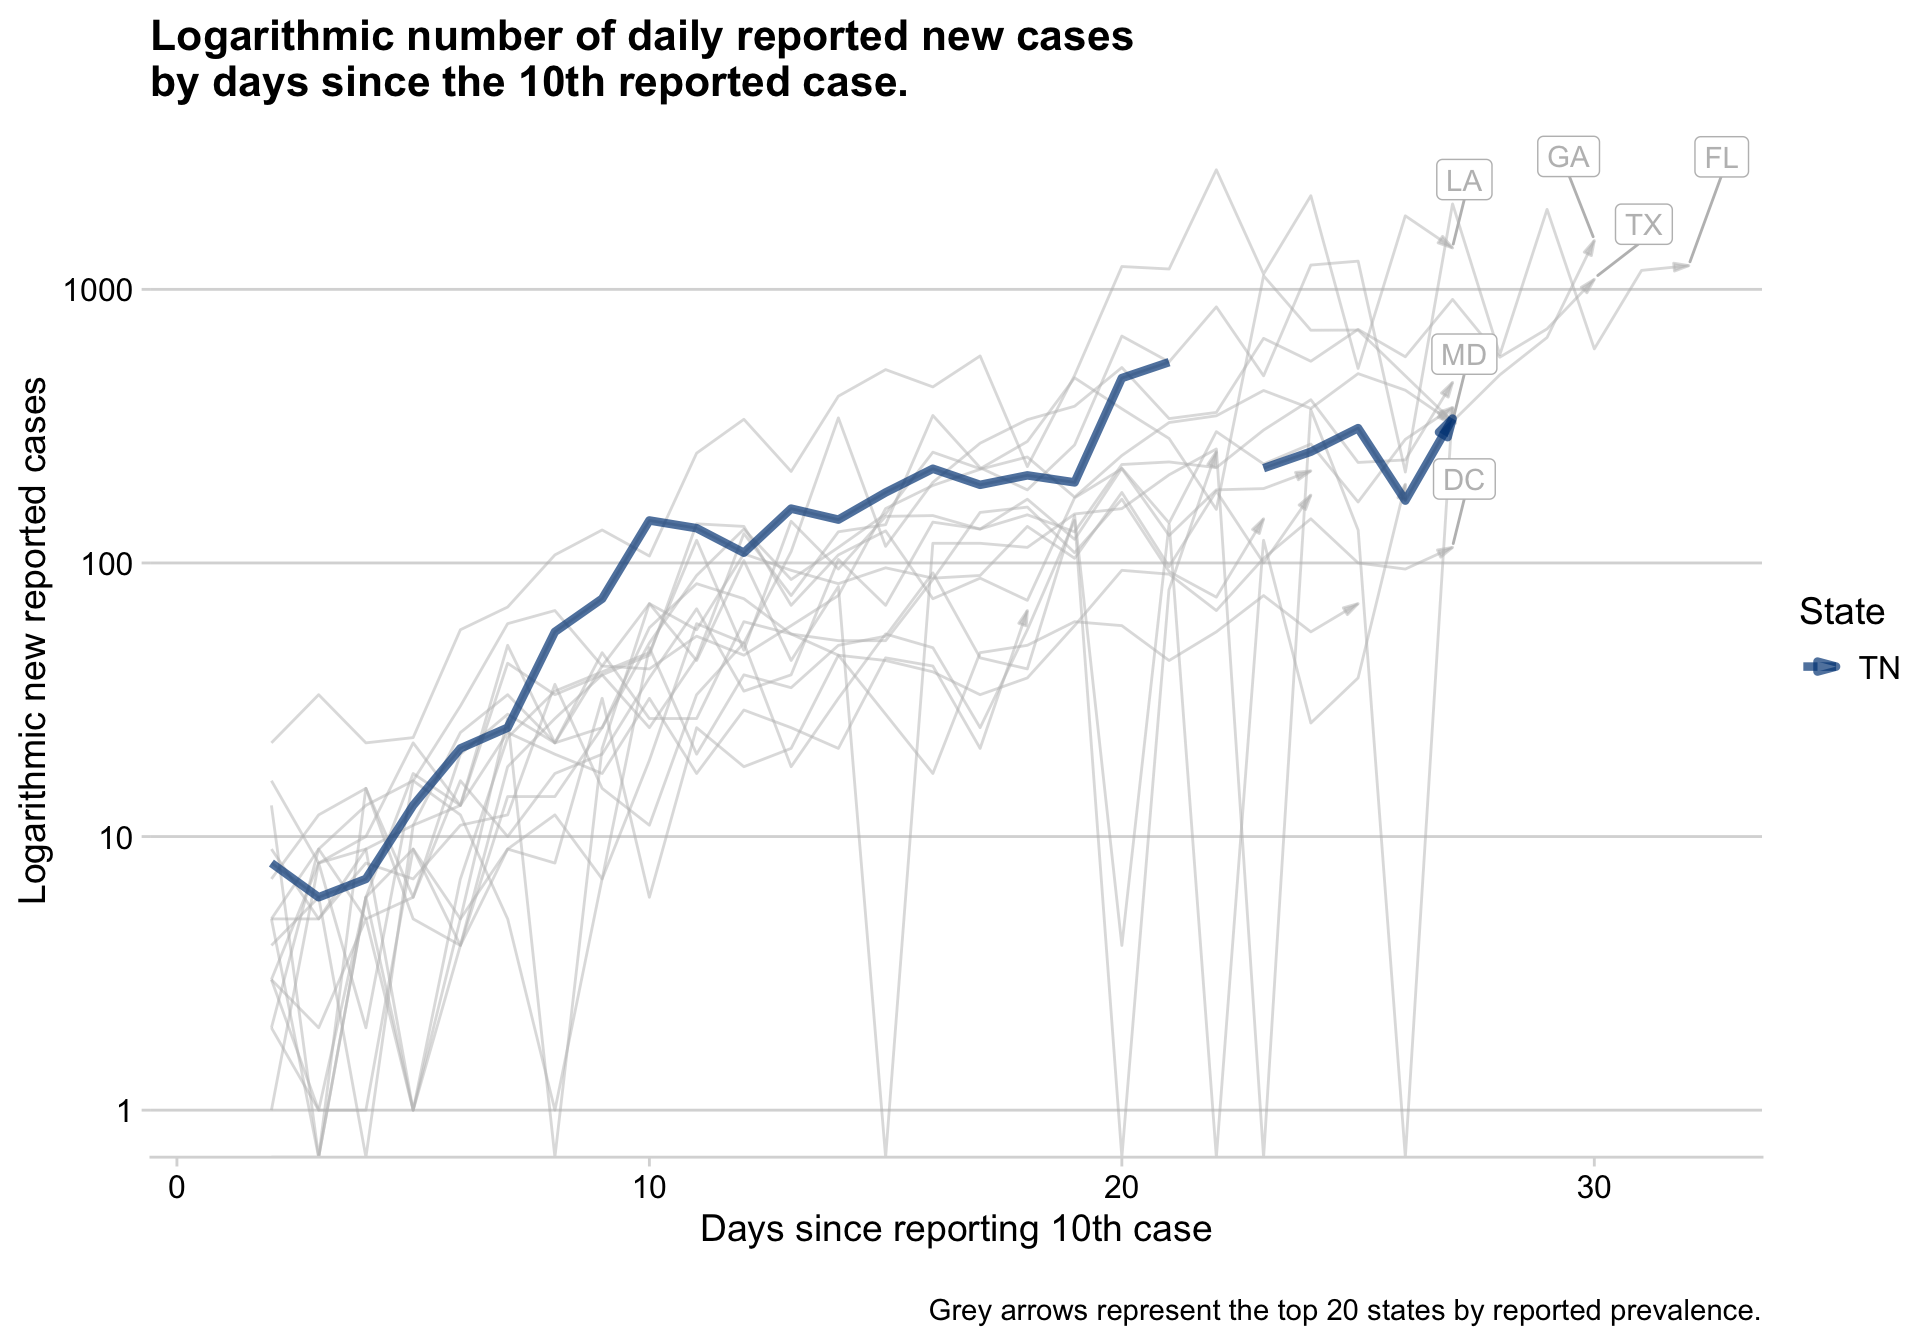 Logarithmic number of daily reported new cases
by days since the 10th reported case.
GA
FL
LA
TX
1000
MD
DC
100
10
1
Logarithmic new reported cases
State
TN
0
10
20
30
Days since reporting 10th case
Grey arrows represent the top 20 states by reported prevalence.